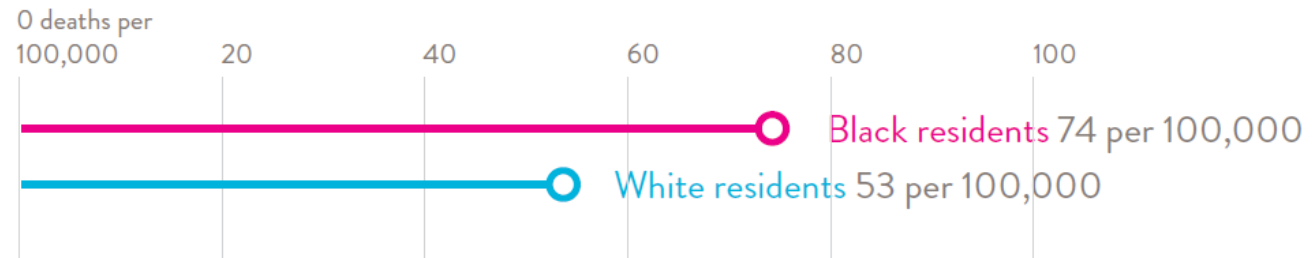 0 deaths per
100,000 20 40 60 80 100
Black residents 74 per 100,000
White residents 53 per 100,000